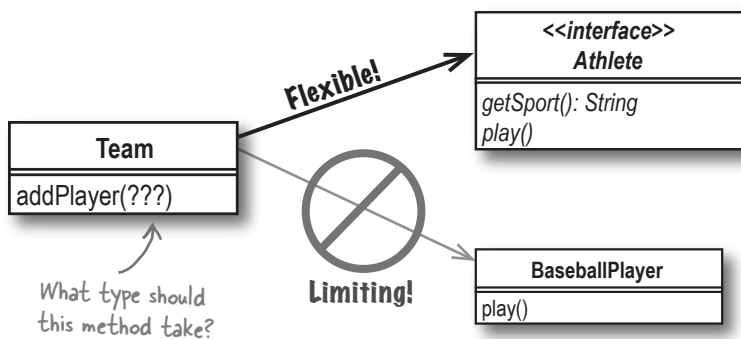 <<interface>>
Athlete
getSport(): String
play()
Flexible!
Team
addPlayer(???)
What type should
this method take?
Limiting!
BaseballPlayer
play()